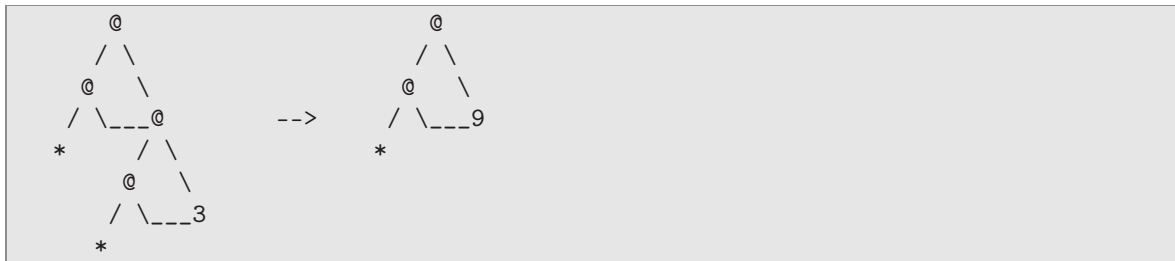 @                      @
     / \                    / \
    @   \                  @   \
   / \___@        -->     / \___9
  *     / \              *
       @   \
      / \___3
     *